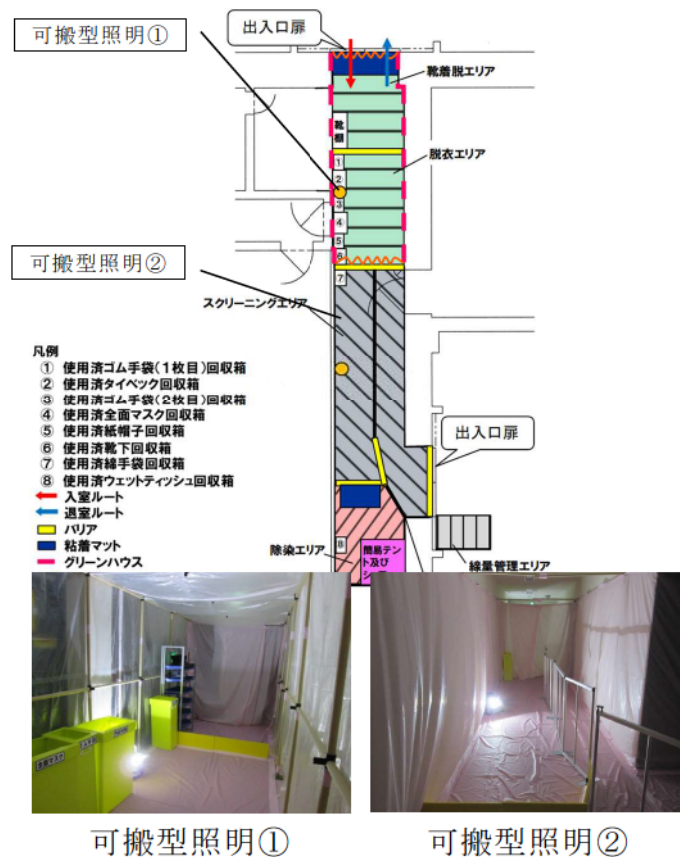 可搬型照明①
出入口扉
靴着脱エリア
靴棚
脱衣エリア
①
②
③
④
⑤
⑥
可搬型照明②
⑦
スクリーニングエリア
凡例
① 使用済ゴム手袋(1枚目)回収箱
② 使用済タイベック回収箱
③ 使用済ゴム手袋(2枚目)回収箱
④ 使用済全面マスク回収箱
⑤ 使用済紙帽子回収箱
⑥ 使用済靴下回収箱
⑦ 使用済綿手袋回収箱
⑧ 使用済ウェットティッシュ回収箱
入室ルート
退室ルート
バリア
粘着マット
グリーンハウス
出入口扉
⑧
除染エリア
簡易テン
ト及び
線量管理エリア
全面マスク
可搬型照明①
可搬型照明②